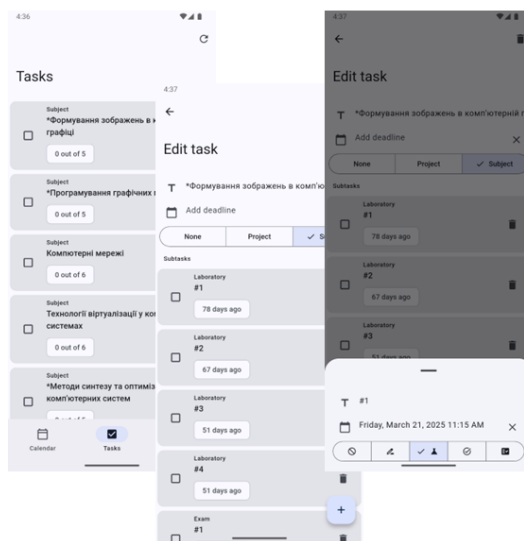 4:36
Tasks
Subject
*Формування зображень в к
графіці
0 out of 5
Subject
*Програмування графічних
0 out of 5
Subject
Комп'ютерні мережі
0 out of 6
Subject
Технології віртуалізації у ко
системах
0 out of 6
Subject
*Методи синтезу та оптиміз
комп'ютерних систем
Calendar
Tasks
4:37
Edit task
*Формування зображень в комп'ю
Add deadline
None
Project
Subtasks
Laboratory
#1
78 days ago
Laboratory
#2
67 days ago
Laboratory
#3
51 days ago
Laboratory
#4
51 days ago
Exam
#1
4:37
Edit task
*Формування зображень в комп'ютерній
Add deadline
None
Project
Subject
Subtasks
Laboratory
#1
78 days ago
Laboratory
#2
67 days ago
Laboratory
#3
51 days ago
#1
Friday, March 21, 2025 11:15 AM